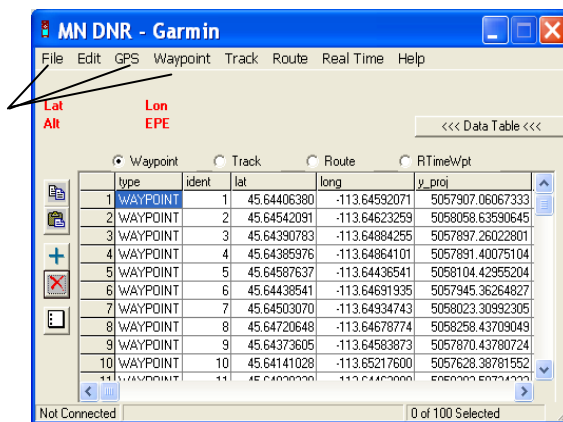 MN DNR - Garmin
File Edit GPS Waypoint Track Route Real Time Help
Lat Lon
Alt EPE
<<< Data Table <<<
Waypoint Track Route RTimeWpt
type ident lat long y_proj
1 WAYPOINT 1 45.64406380 -113.64592071 5057907.06067333
2 WAYPOINT 2 45.64542091 -113.64623259 5058058.63590645
3 WAYPOINT 3 45.64390783 -113.64884255 5057897.26022801
4 WAYPOINT 4 45.64385976 -113.64864101 5057891.40075104
5 WAYPOINT 5 45.64587637 -113.64436541 5058104.42955204
6 WAYPOINT 6 45.64438541 -113.64691935 5057945.36264827
7 WAYPOINT 7 45.64503070 -113.64934743 5058023.30992305
8 WAYPOINT 8 45.64720648 -113.64678774 5058258.43709049
9 WAYPOINT 9 45.64373605 -113.64583873 5057870.43780724
10 WAYPOINT 10 45.64141028 -113.65217600 5057628.38781552
11 WAYPOINT 11
Not Connected 0 of 100 Selected